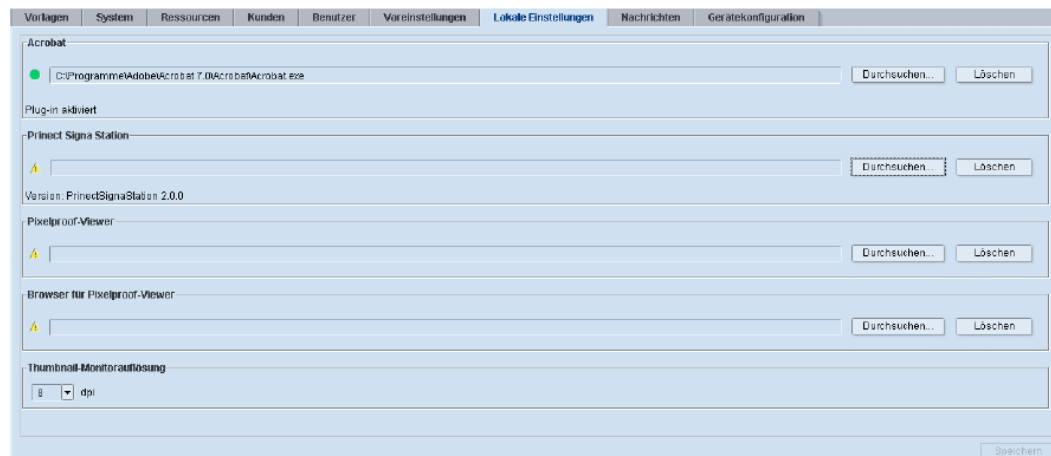 Vorlagen System Ressourcen Kunden Benutzer Voreinstellungen Lokale Einstellungen Nachrichten Gerätekonfiguration
Acrobat
C:\Programme\Adobe\Acrobat 7.0\Acrobat\Acrobat.exe Durchsuchen... Löschen
Plug-in aktiviert
Prinect Signa Station
Durchsuchen... Löschen
Version: PrinectSignaStation 2.0.0
Pixelproof-Viewer
Durchsuchen... Löschen
Browser für Pixelproof-Viewer
Durchsuchen... Löschen
Thumbnail-Monitorauflösung
8 dpi
Speichern